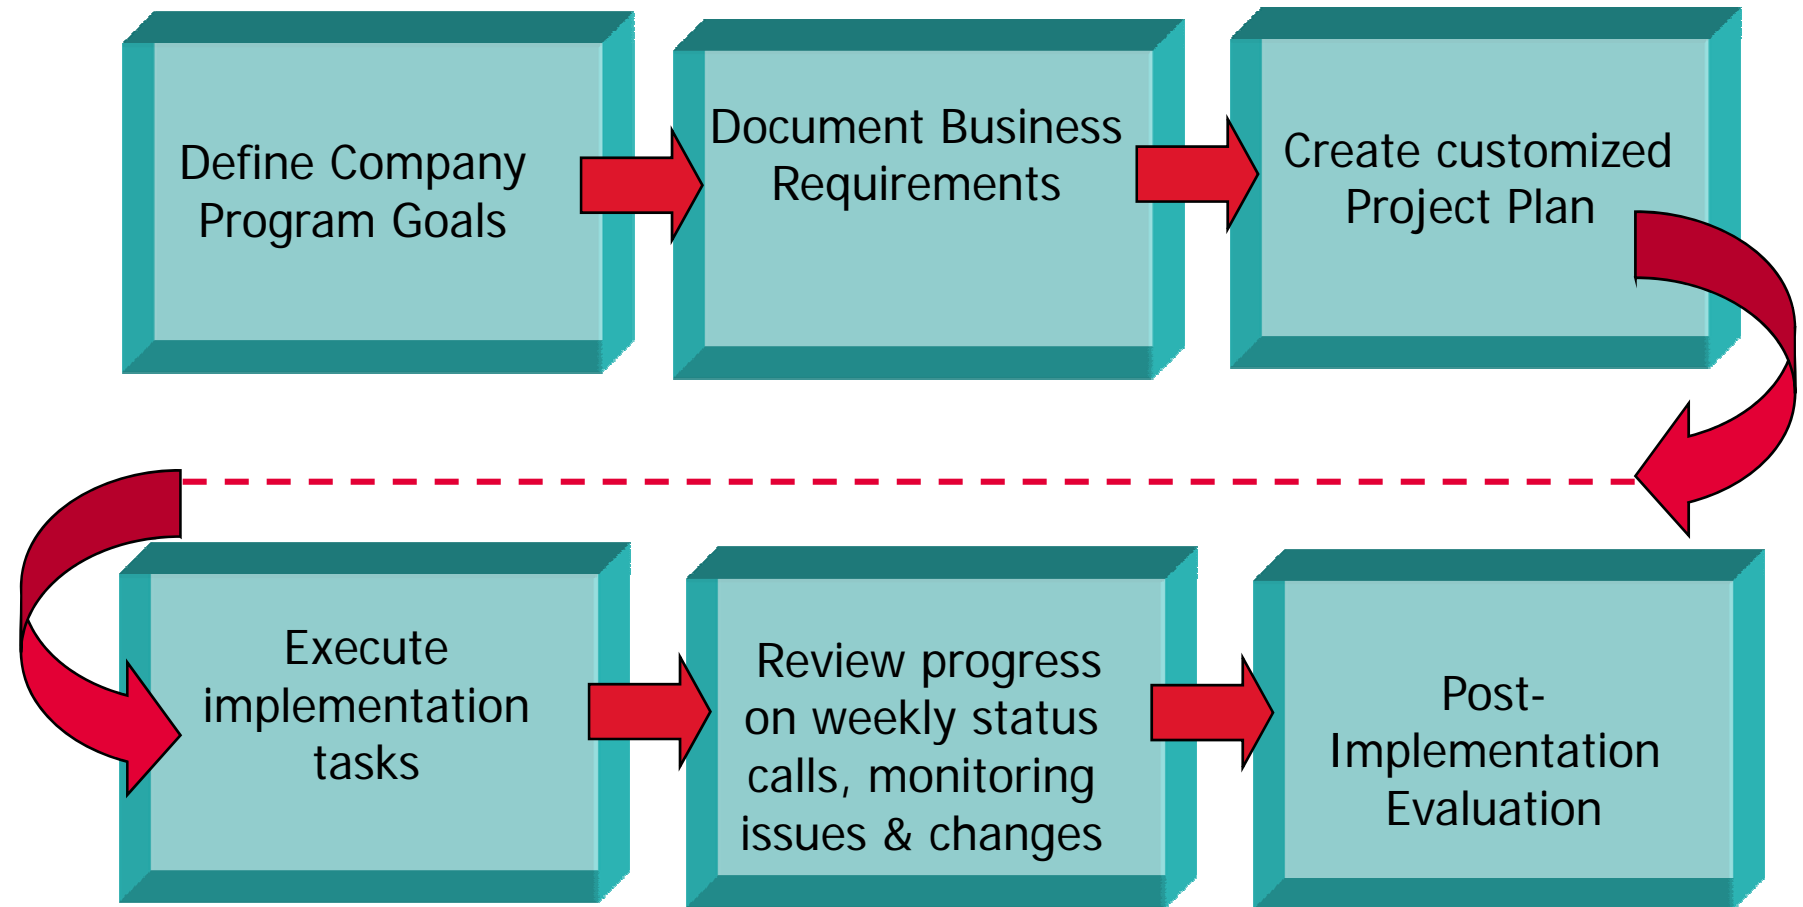 Define Company
Program Goals
Document Business
Requirements
Create customized
Project Plan
Execute
implementation
tasks
Review progress
on weekly status
calls, monitoring
issues & changes
Post-
Implementation
Evaluation